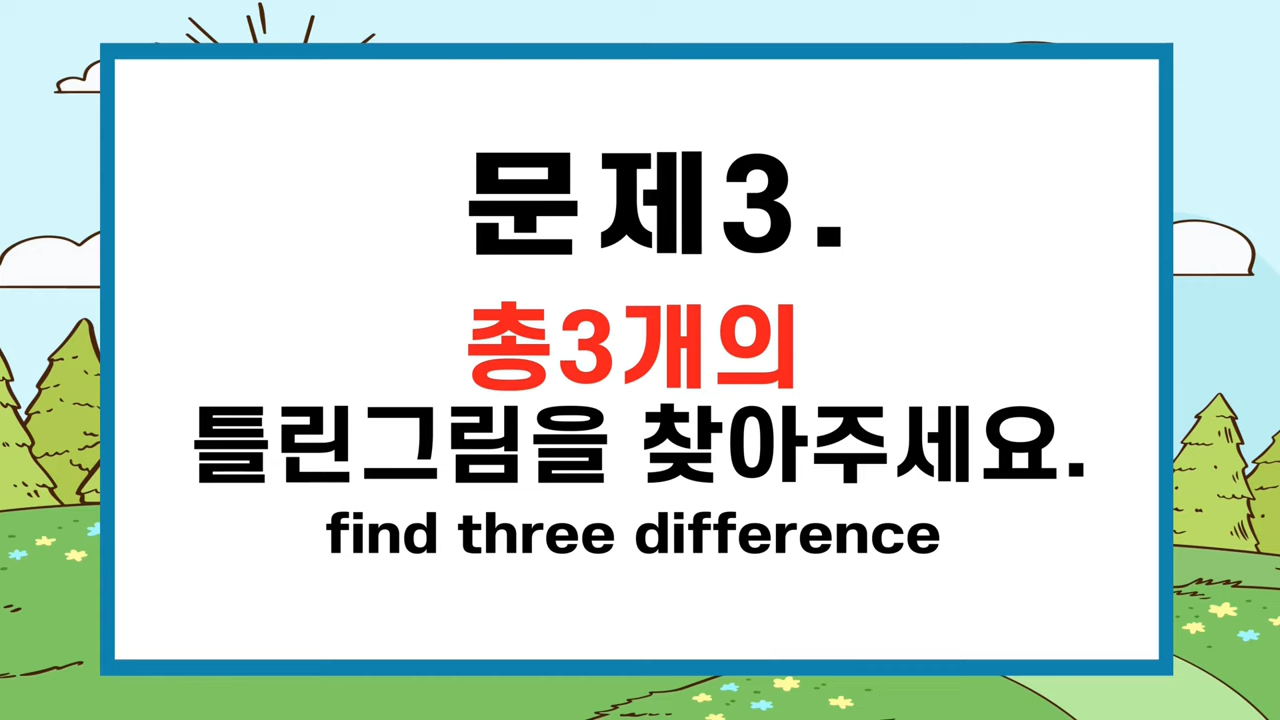 문제3.
총3개의
틀린그림을 찾아주세요.
find three difference